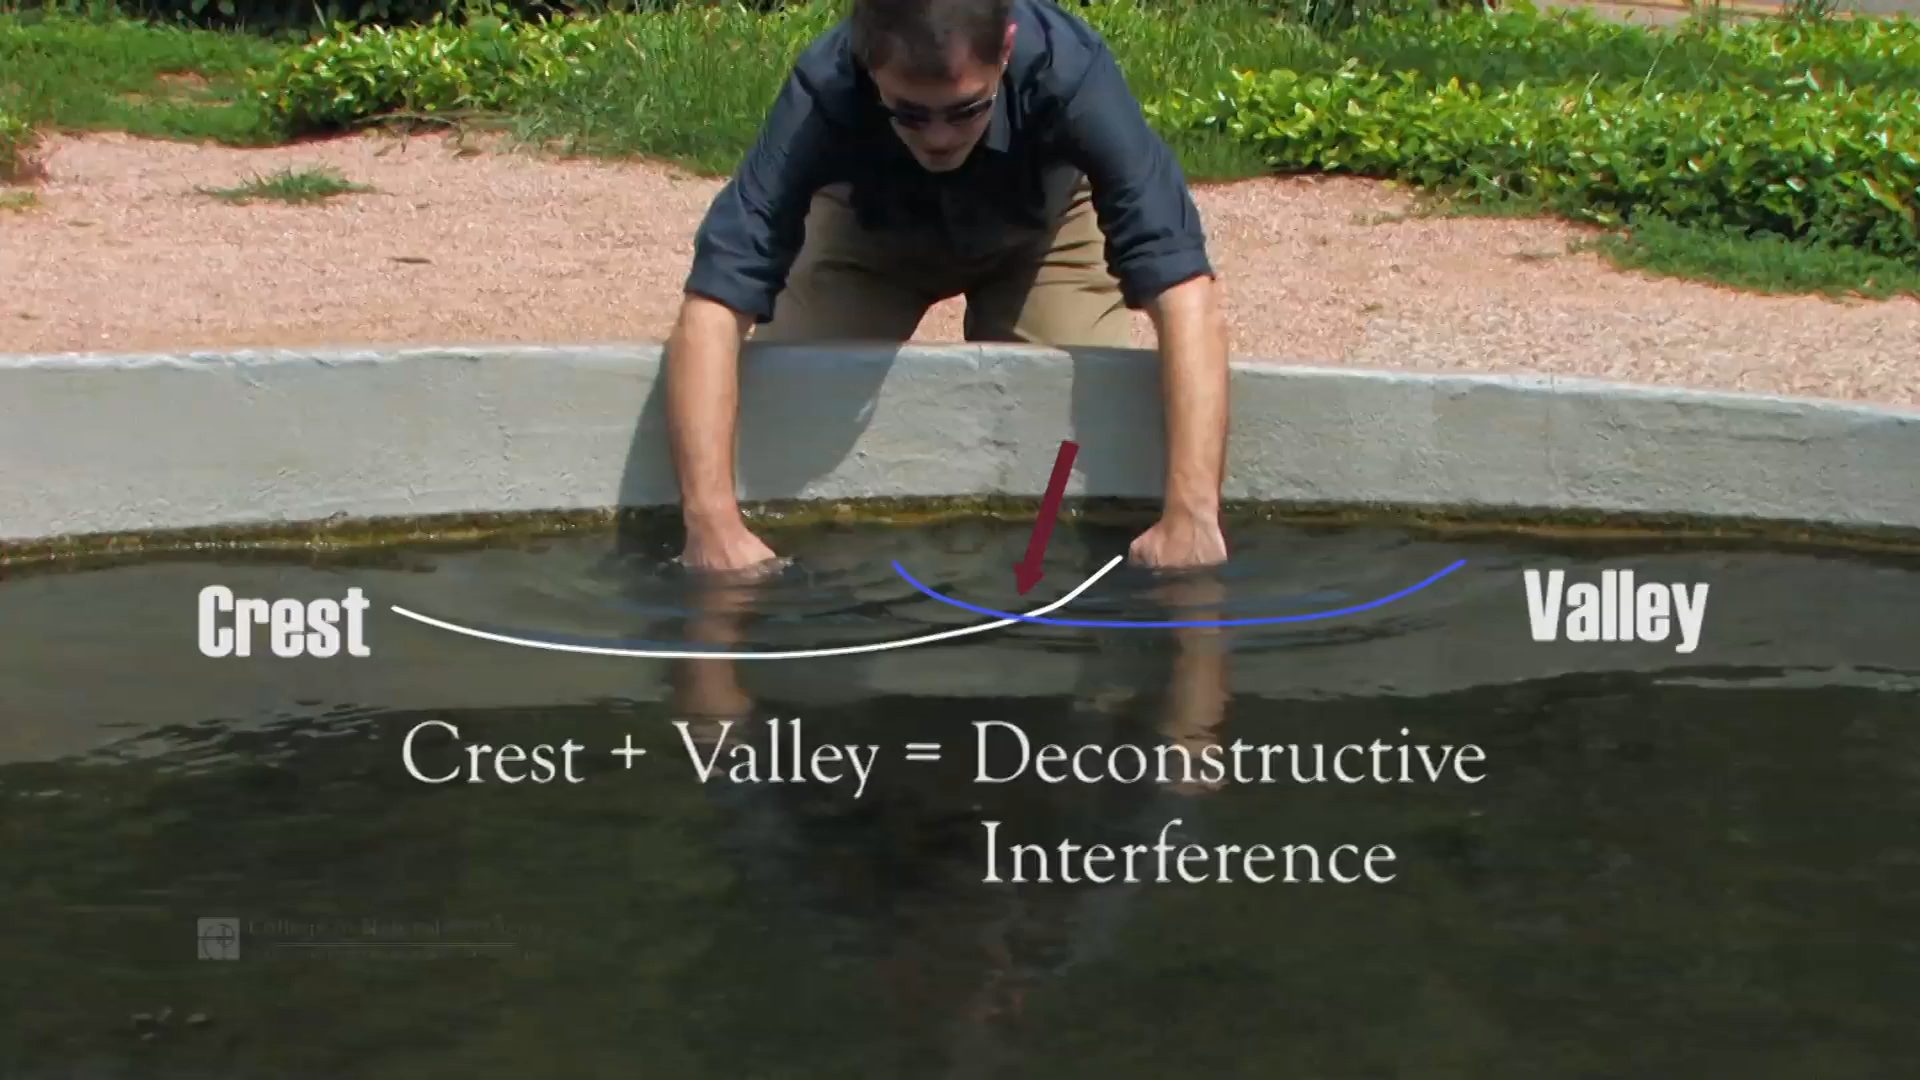 Crest
Valley
Crest + Valley = Deconstructive
Interference